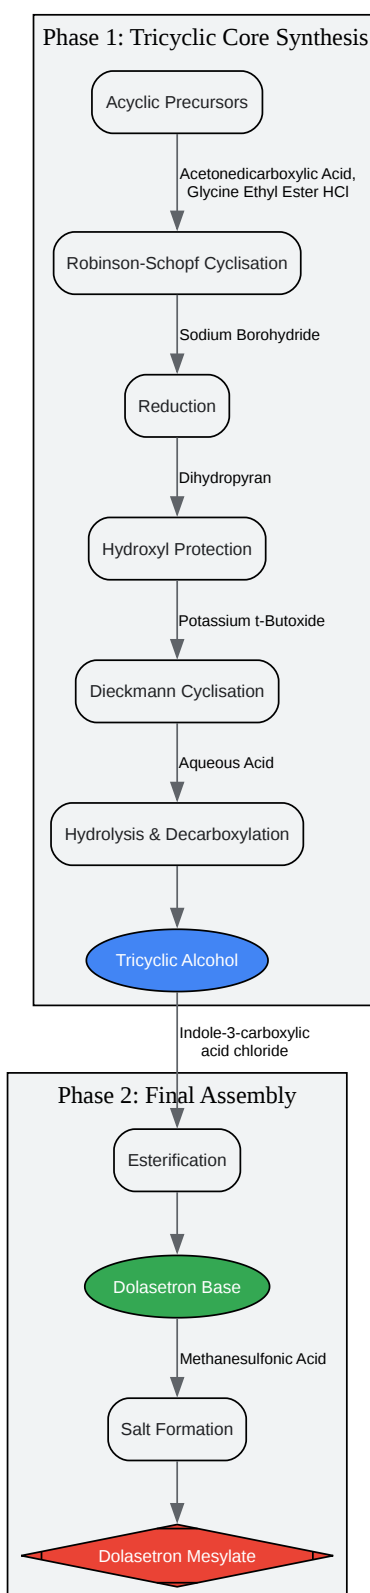 Phase 1: Tricyclic Core Synthesis
Acyclic Precursors
Acetonedicarboxylic Acid,
Glycine Ethyl Ester HCl
Robinson-Schopf Cyclisation
Sodium Borohydride
Reduction
Dihydropyran
Hydroxyl Protection
Potassium t-Butoxide
Dieckmann Cyclisation
Aqueous Acid
Hydrolysis & Decarboxylation
Tricyclic Alcohol
Indole-3-carboxylic
acid chloride
Phase 2: Final Assembly
Esterification
Dolasetron Base
Methanesulfonic Acid
Salt Formation
Dolasetron Mesylate